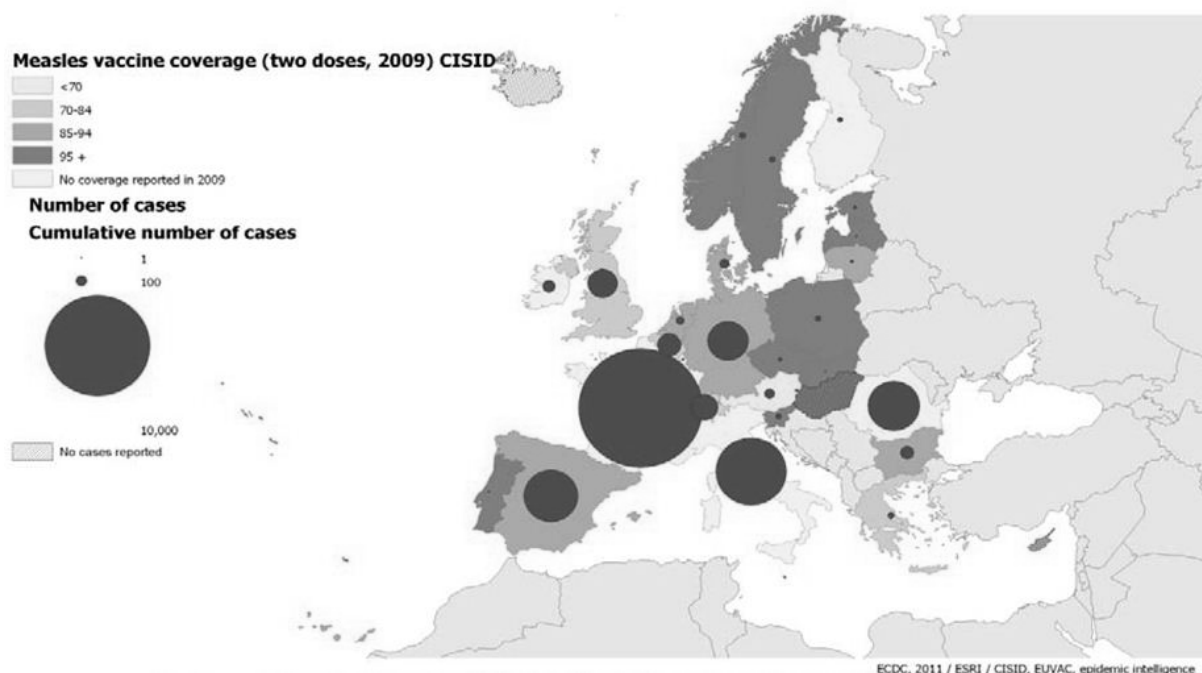 Measles vaccine coverage (two doses, 2009) CISID
<70
70-84
85-94
95 +
No coverage reported in 2009
Number of cases
Cumulative number of cases
1
100
10,000
No cases reported
ECDC, 2011 / ESRI / CISID, EUVAC, epidemic intelligence